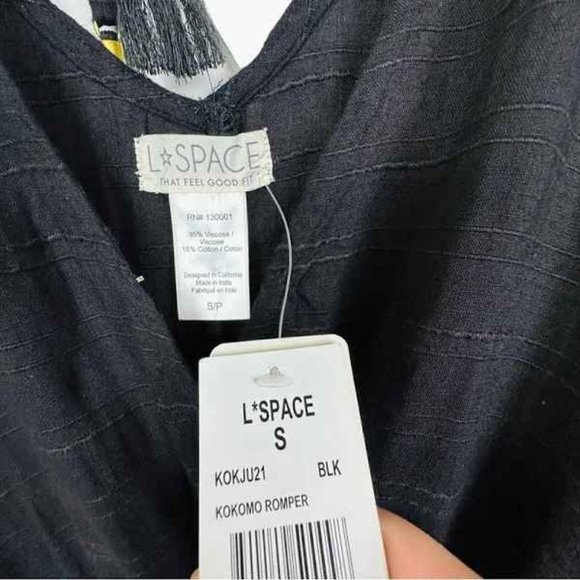 L☆SPACE
THAT FEEL GOOD FIT
RN# 130061
85% Viscose /
Viscose
15% Cotton / Coton
Designed in California
Made in India
Fabriqué en Inde
S/P
L*SPACE
S
KOKJU21 BLK
KOKOMO ROMPER